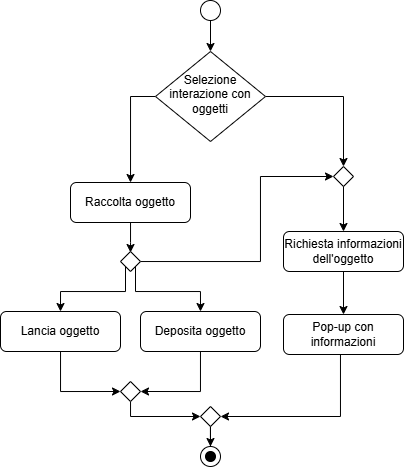 Selezione
interazione con
oggetti
Raccolta oggetto
Richiesta informazioni
dell'oggetto
Lancia oggetto
Deposita oggetto
Pop-up con
informazioni